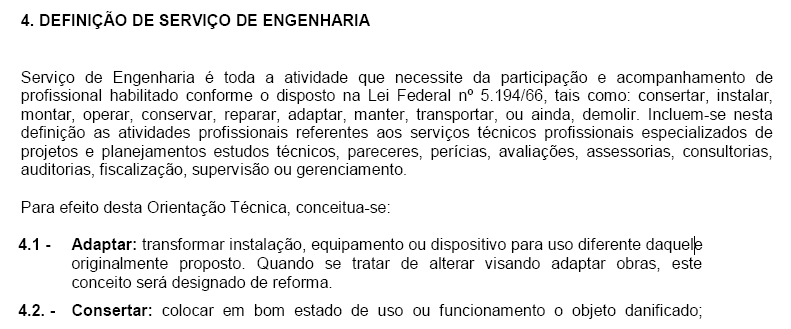 4. DEFINIÇÃO DE SERVIÇO DE ENGENHARIA
Serviço de Engenharia é toda a atividade que necessite da participação e acompanhamento de
profissional habilitado conforme o disposto na Lei Federal nº 5.194/66, tais como: consertar, instalar,
montar, operar, conservar, reparar, adaptar, manter, transportar, ou ainda, demolir. Incluem-se nesta
definição as atividades profissionais referentes aos serviços técnicos profissionais especializados de
projetos e planejamentos estudos técnicos, pareceres, perícias, avaliações, assessorias, consultorias,
auditorias, fiscalização, supervisão ou gerenciamento.
Para efeito desta Orientação Técnica, conceitua-se:
4.1 - Adaptar: transformar instalação, equipamento ou dispositivo para uso diferente daquele
originalmente proposto. Quando se tratar de alterar visando adaptar obras, este
conceito será designado de reforma.
4.2. - Consertar: colocar em bom estado de uso ou funcionamento o objeto danificado;